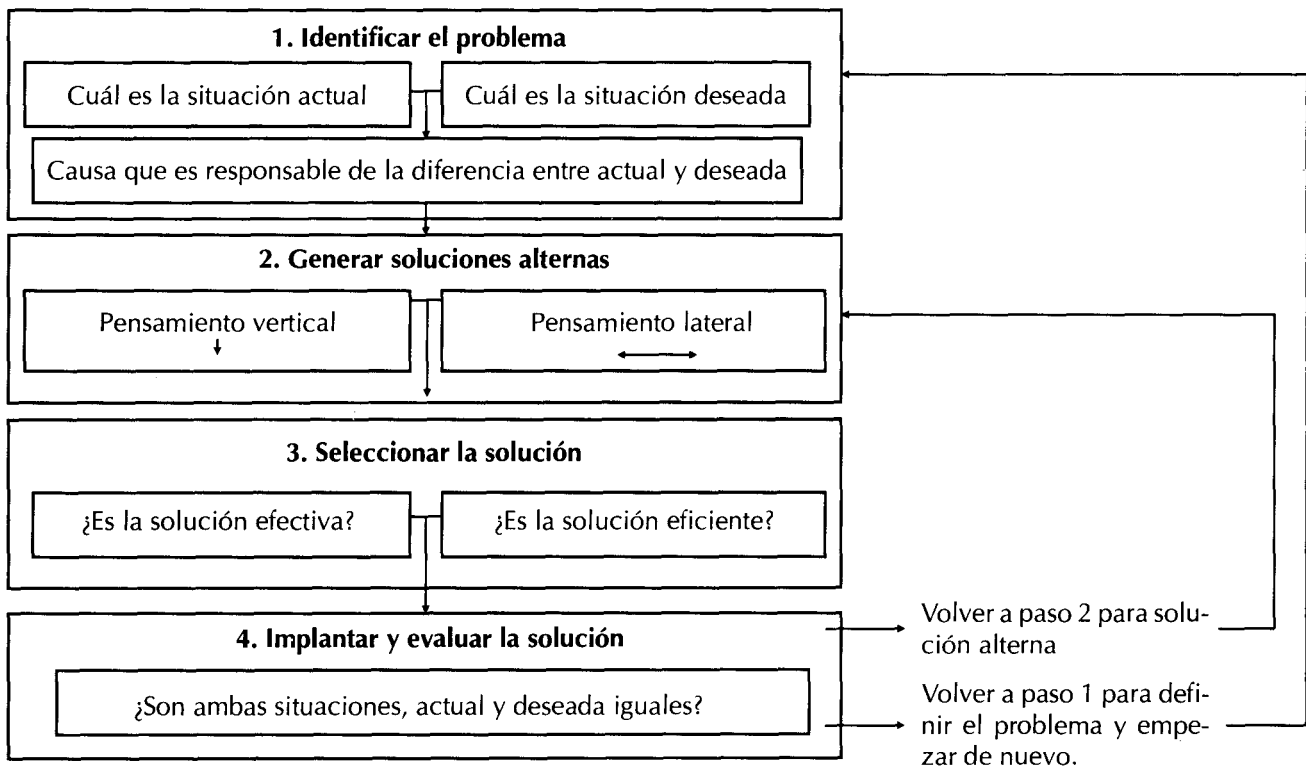 1. Identificar el problema
Cuál es la situación actual
Cuál es la situación deseada
Causa que es responsable de la diferencia entre actual y deseada
2. Generar soluciones alternas
Pensamiento vertical
Pensamiento lateral
3. Seleccionar la solución
¿Es la solución efectiva?
¿Es la solución eficiente?
4. Implantar y evaluar la solución
¿Son ambas situaciones, actual y deseada iguales?
Volver a paso 2 para solu-
ción alterna
Volver a paso 1 para defi-
nir el problema y empe-
zar de nuevo.